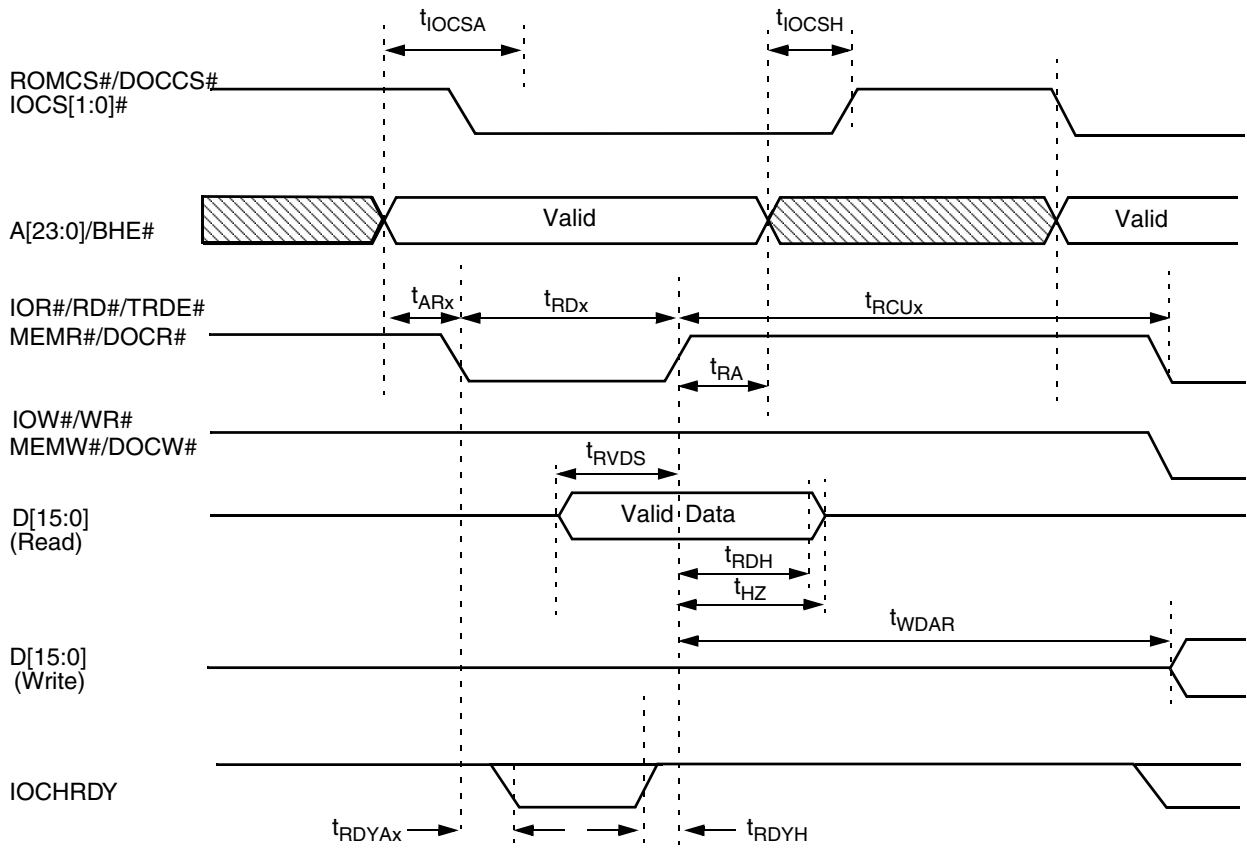 tIOCSA
tIOCSH
ROMCS#/DOCCS#
IOCS[1:0]#
A[23:0]/BHE#
Valid
Valid
IOR#/RD#/TRDE#
MEMR#/DOCR#
tARx
tRDx
tRCUx
tRA
IOW#/WR#
MEMW#/DOCW#
tRVDS
D[15:0]
(Read)
Valid Data
tRDH
tHZ
tWDAR
D[15:0]
(Write)
IOCHRDY
tRDYAx
tRDYH